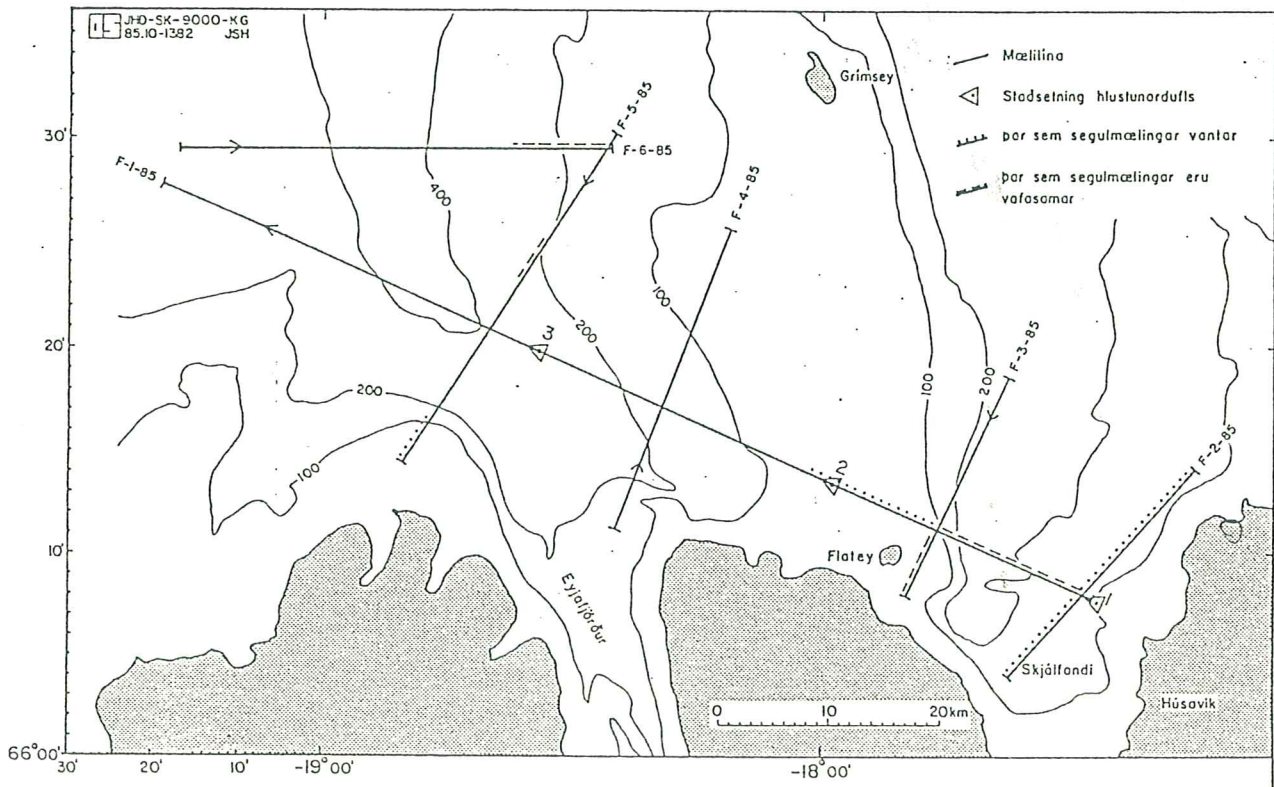 JHD-SK-9000-KG
85.10-1382 JSH
Grímsey
Mælilína
Staðsetning hlustunardufls
Þar sem segulmælingar vantar
Þar sem segulmælingar eru
vafasamar
F-5-85
F-6-85
F-1-85
F-4-85
F-3-85
F-2-85
400
200
100
100
200
200
100
3
2
1
Flatey
Eyjafjörður
Skjálfandi
Húsavík
0 10 20 km
30'
20'
10'
66°00'
30' 20' 10' -19°00' -18°00'